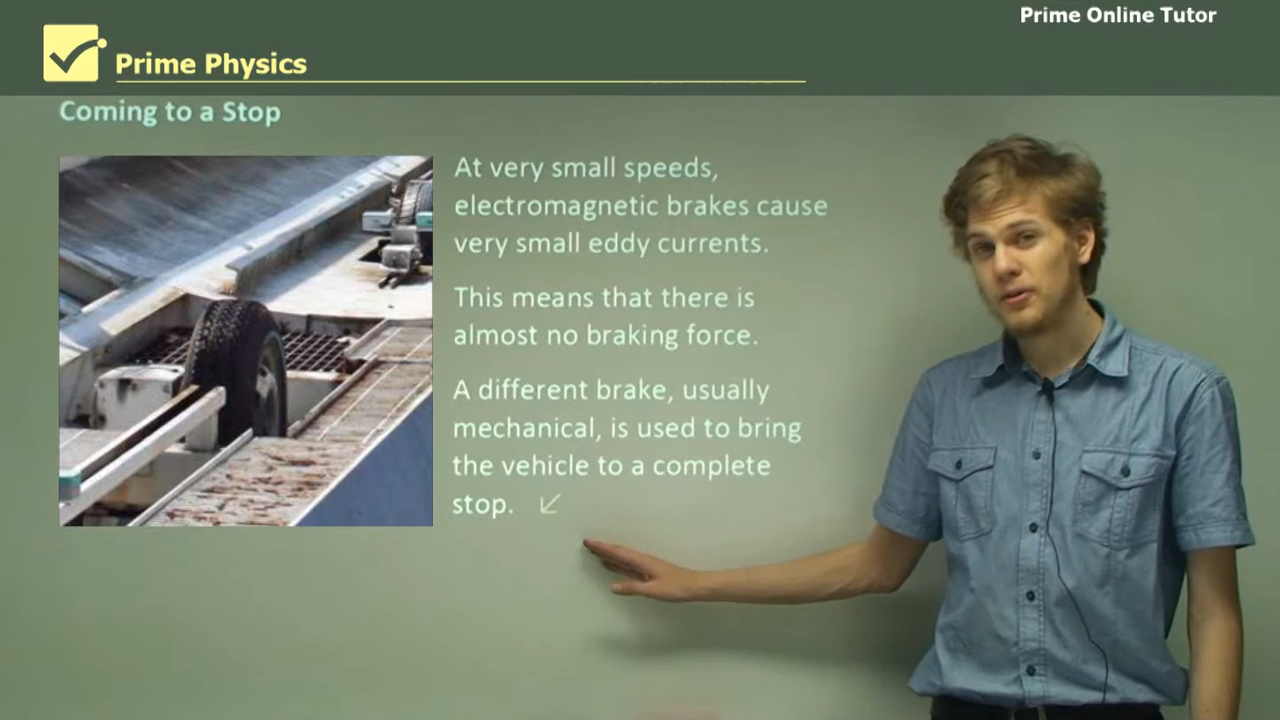 Prime Online Tutor
Prime Physics
Coming to a Stop
At very small speeds,
electromagnetic brakes cause
very small eddy currents.
This means that there is
almost no braking force.
A different brake, usually
mechanical, is used to bring
the vehicle to a complete
stop.